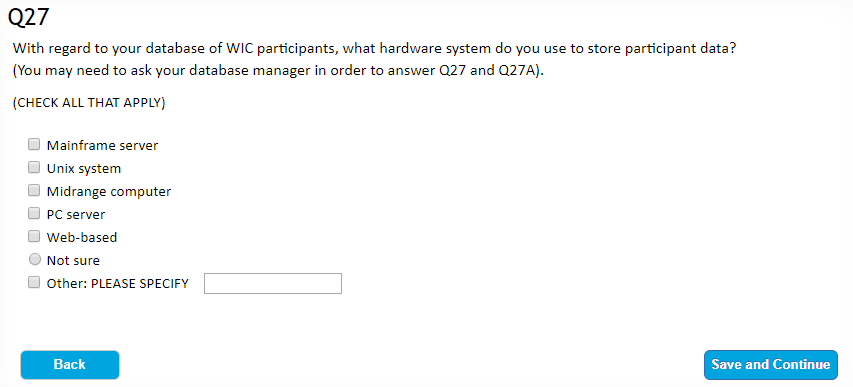 Q27
With regard to your database of WIC participants, what hardware system do you use to store participant data?
(You may need to ask your database manager in order to answer Q27 and Q27A).
(CHECK ALL THAT APPLY)
Mainframe server
Unix system
Midrange computer
PC server
Web-based
Not sure
Other: PLEASE SPECIFY
Back
Save and Continue